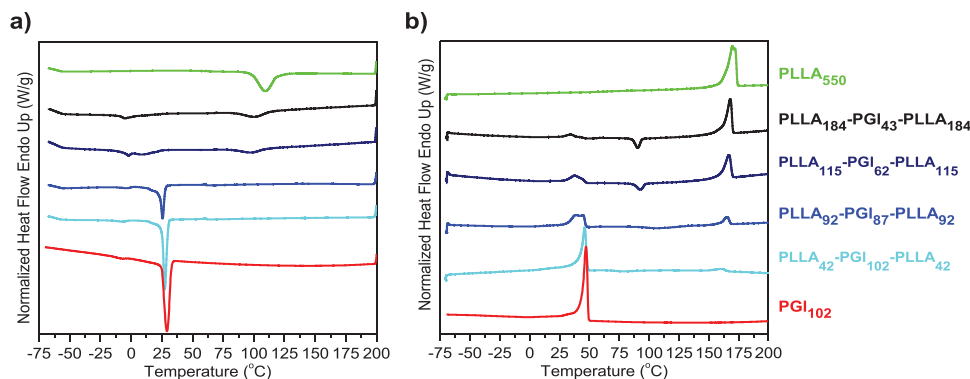 a)
Normalized Heat Flow Endo Up (W/g)
-75 -50 -25 0 25 50 75 100 125 150 175 200
Temperature (°C)
b)
Normalized Heat Flow Endo Up (W/g)
-75 -50 -25 0 25 50 75 100 125 150 175 200
Temperature (°C)
PLLA550
PLLA184-PGI43-PLLA184
PLLA115-PGI62-PLLA115
PLLA92-PGI87-PLLA92
PLLA42-PGI102-PLLA42
PGI102